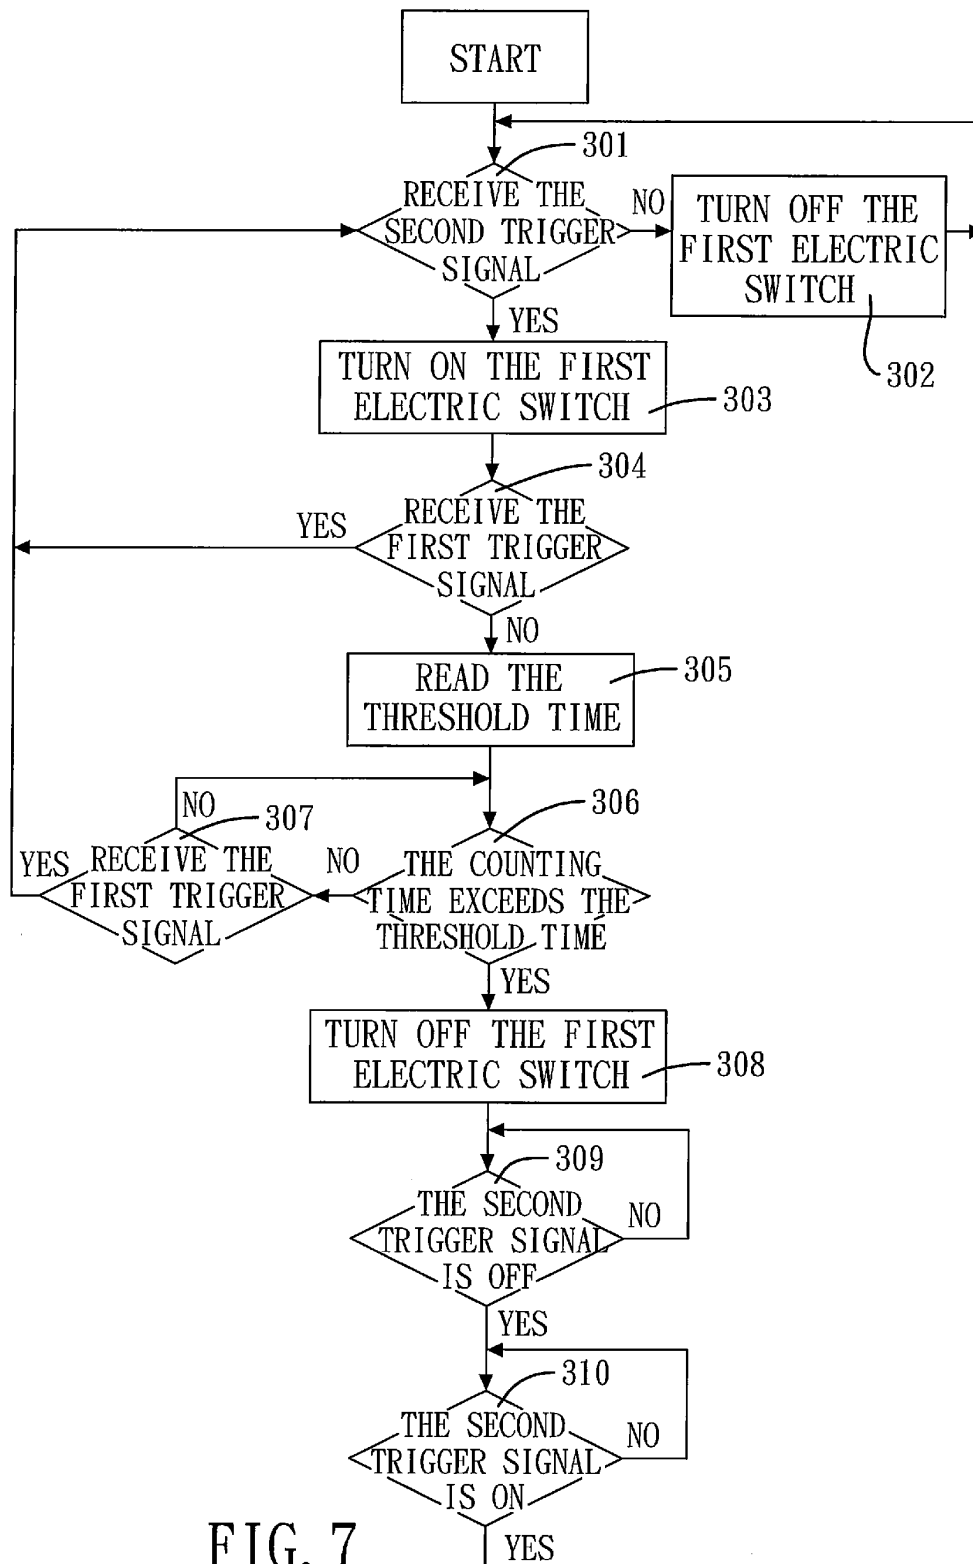 START
301
RECEIVE THE
SECOND TRIGGER
SIGNAL
NO
TURN OFF THE
FIRST ELECTRIC
SWITCH
302
YES
TURN ON THE FIRST
ELECTRIC SWITCH
303
304
RECEIVE THE
FIRST TRIGGER
SIGNAL
YES
NO
READ THE
THRESHOLD TIME
305
306
THE COUNTING
TIME EXCEEDS THE
THRESHOLD TIME
NO
307
RECEIVE THE
FIRST TRIGGER
SIGNAL
NO
YES
YES
TURN OFF THE FIRST
ELECTRIC SWITCH
308
309
THE SECOND
TRIGGER SIGNAL
IS OFF
NO
YES
310
THE SECOND
TRIGGER SIGNAL
IS ON
NO
YES
FIG. 7